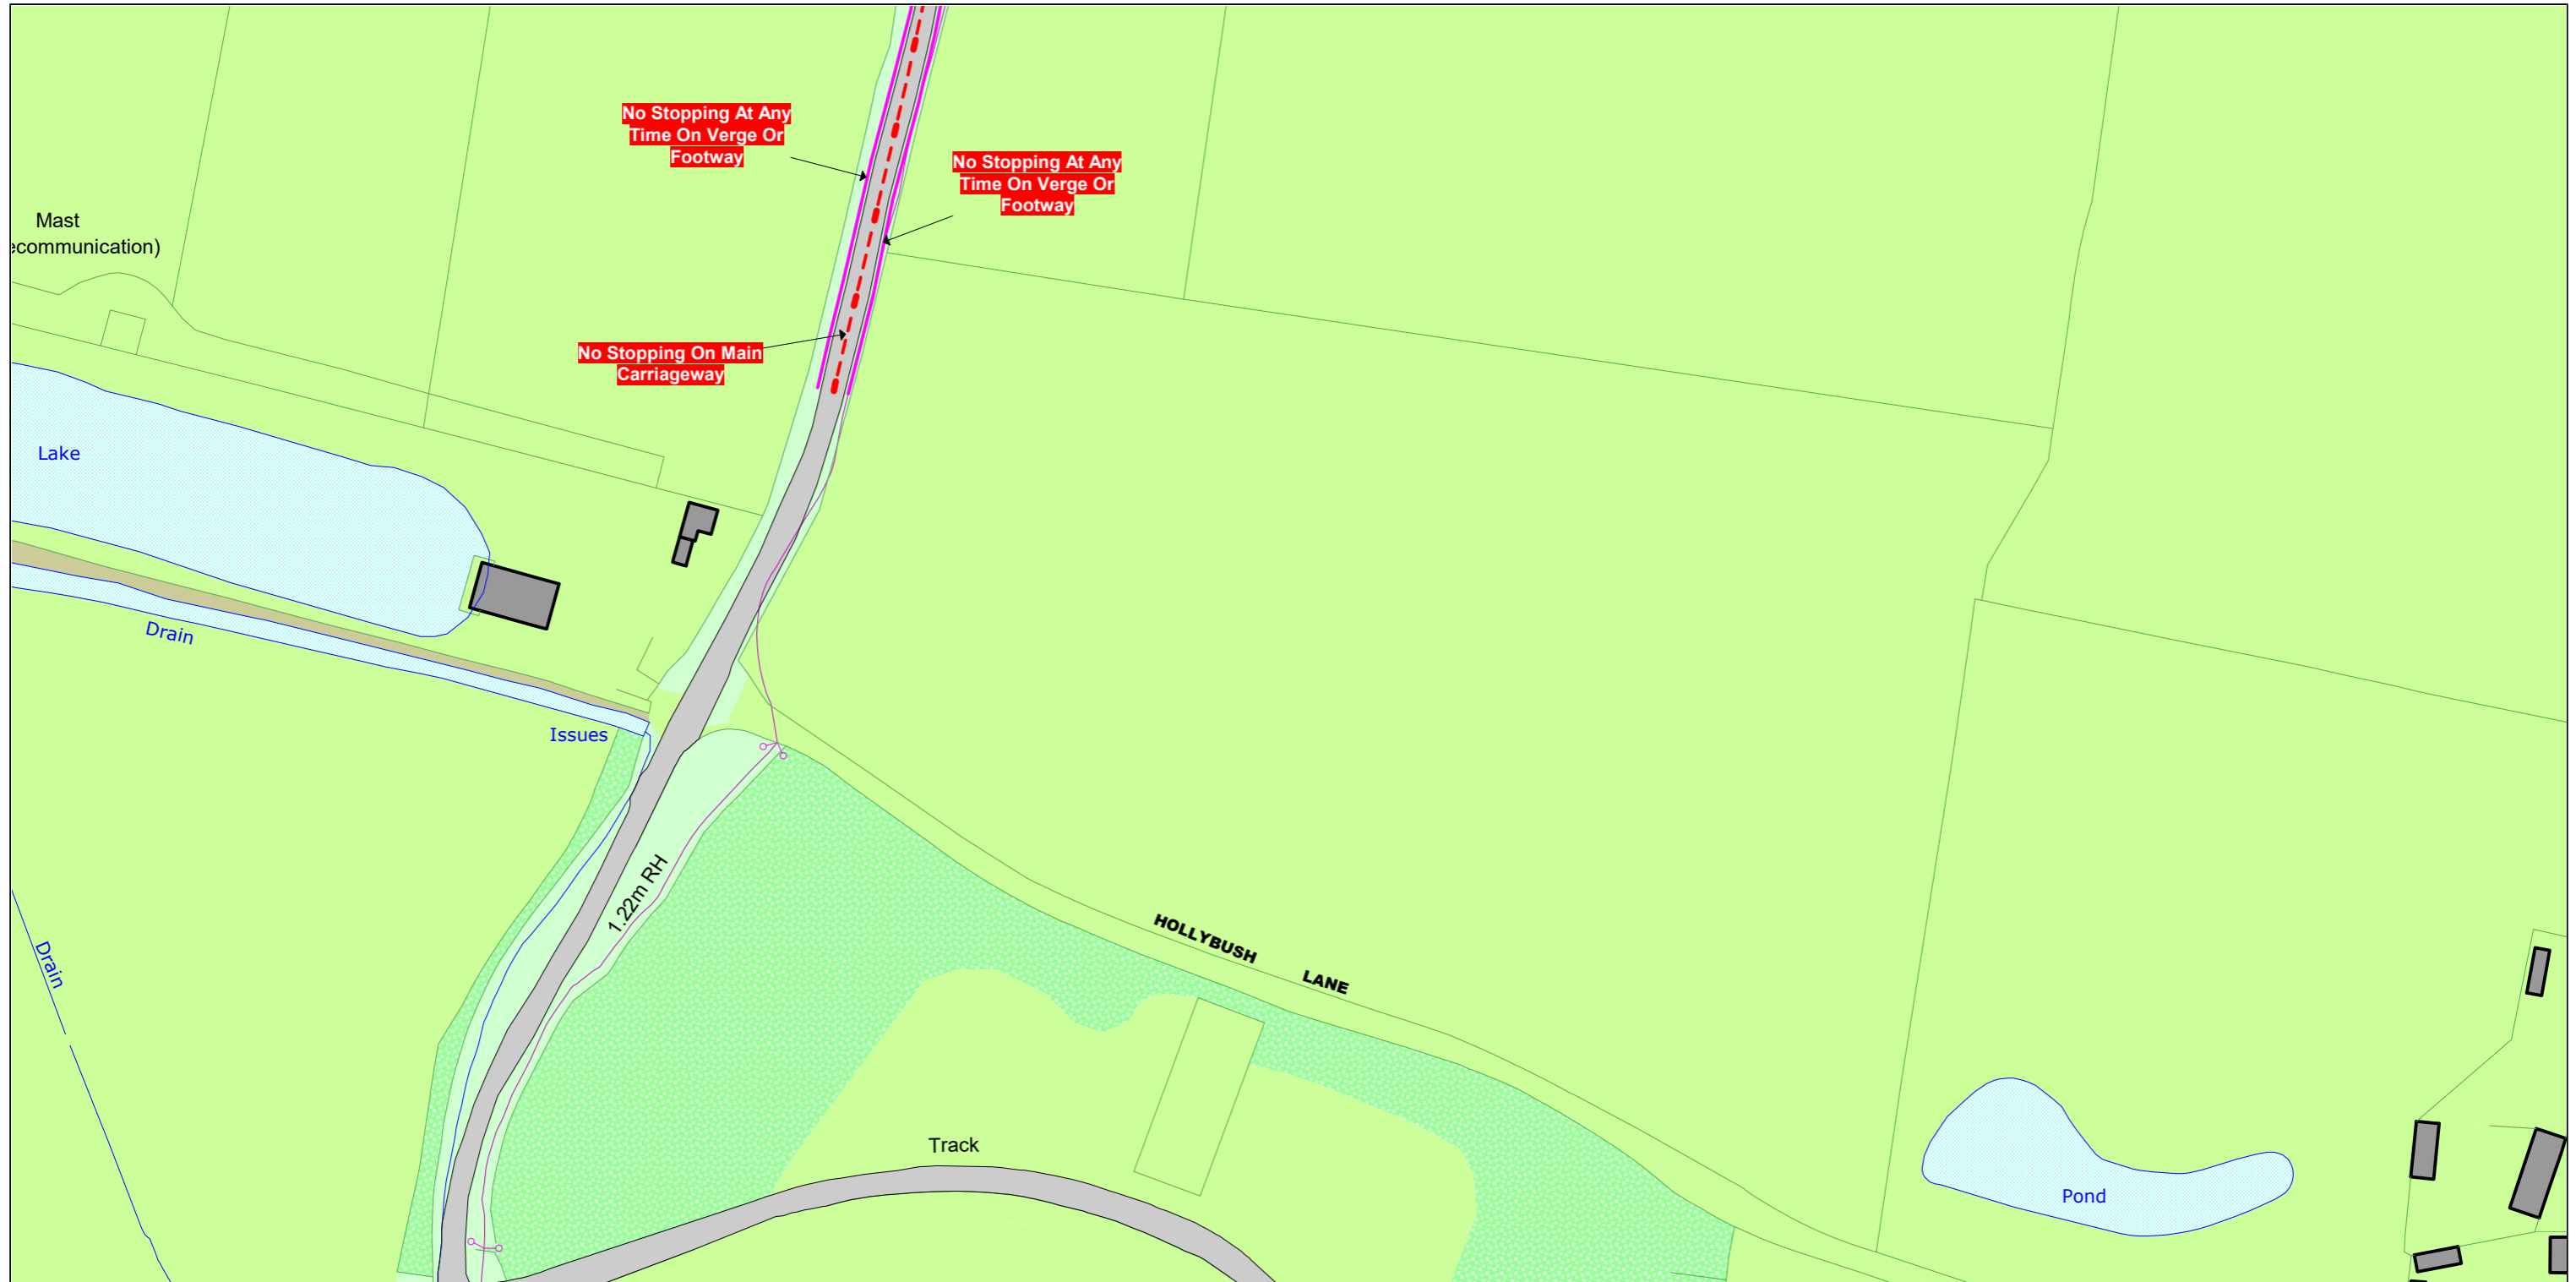 No Stopping At Any
Time On Verge Or
Footway
No Stopping At Any
Time On Verge Or
Footway
Mast
ecommunication)
No Stopping On Main
Carriageway
Lake
Drain
Issues
1.22m RH
HOLLYBUSH LANE
Drain
Track
Pond